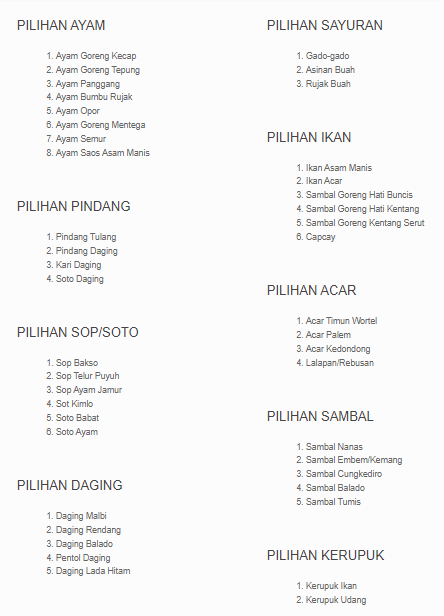 PILIHAN AYAM
1. Ayam Goreng Kecap
2. Ayam Goreng Tepung
3. Ayam Panggang
4. Ayam Bumbu Rujak
5. Ayam Opor
6. Ayam Goreng Mentega
7. Ayam Semur
8. Ayam Saos Asam Manis
PILIHAN PINDANG
1. Pindang Tulang
2. Pindang Daging
3. Kari Daging
4. Soto Daging
PILIHAN SOP/SOTO
1. Sop Bakso
2. Sop Telur Puyuh
3. Sop Ayam Jamur
4. Sot Kimlo
5. Soto Babat
6. Soto Ayam
PILIHAN DAGING
1. Daging Malbi
2. Daging Rendang
3. Daging Balado
4. Pentol Daging
5. Daging Lada Hitam
PILIHAN SAYURAN
1. Gado-gado
2. Asinan Buah
3. Rujak Buah
PILIHAN IKAN
1. Ikan Asam Manis
2. Ikan Acar
3. Sambal Goreng Hati Buncis
4. Sambal Goreng Hati Kentang
5. Sambal Goreng Kentang Serut
6. Capcay
PILIHAN ACAR
1. Acar Timun Wortel
2. Acar Palem
3. Acar Kedondong
4. Lalapan/Rebusan
PILIHAN SAMBAL
1. Sambal Nanas
2. Sambal Embem/Kemang
3. Sambal Cungkediro
4. Sambal Balado
5. Sambal Tumis
PILIHAN KERUPUK
1. Kerupuk Ikan
2. Kerupuk Udang